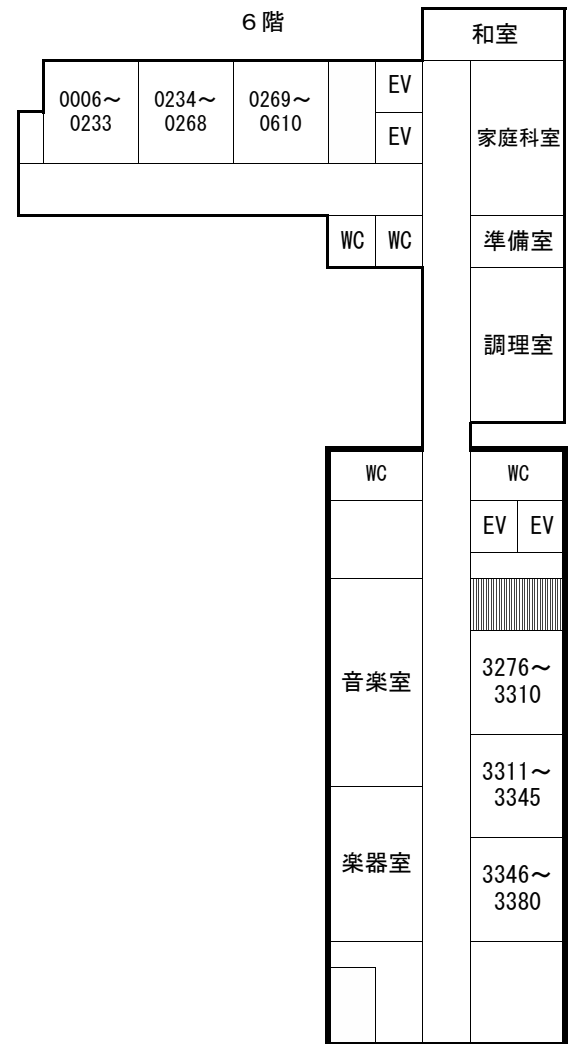 ６階
和室
0006～
0233
0234～
0268
0269～
0610
EV
EV
家庭科室
WC
WC
準備室
調理室
WC
WC
EV
EV
音楽室
3276～
3310
3311～
3345
楽器室
3346～
3380